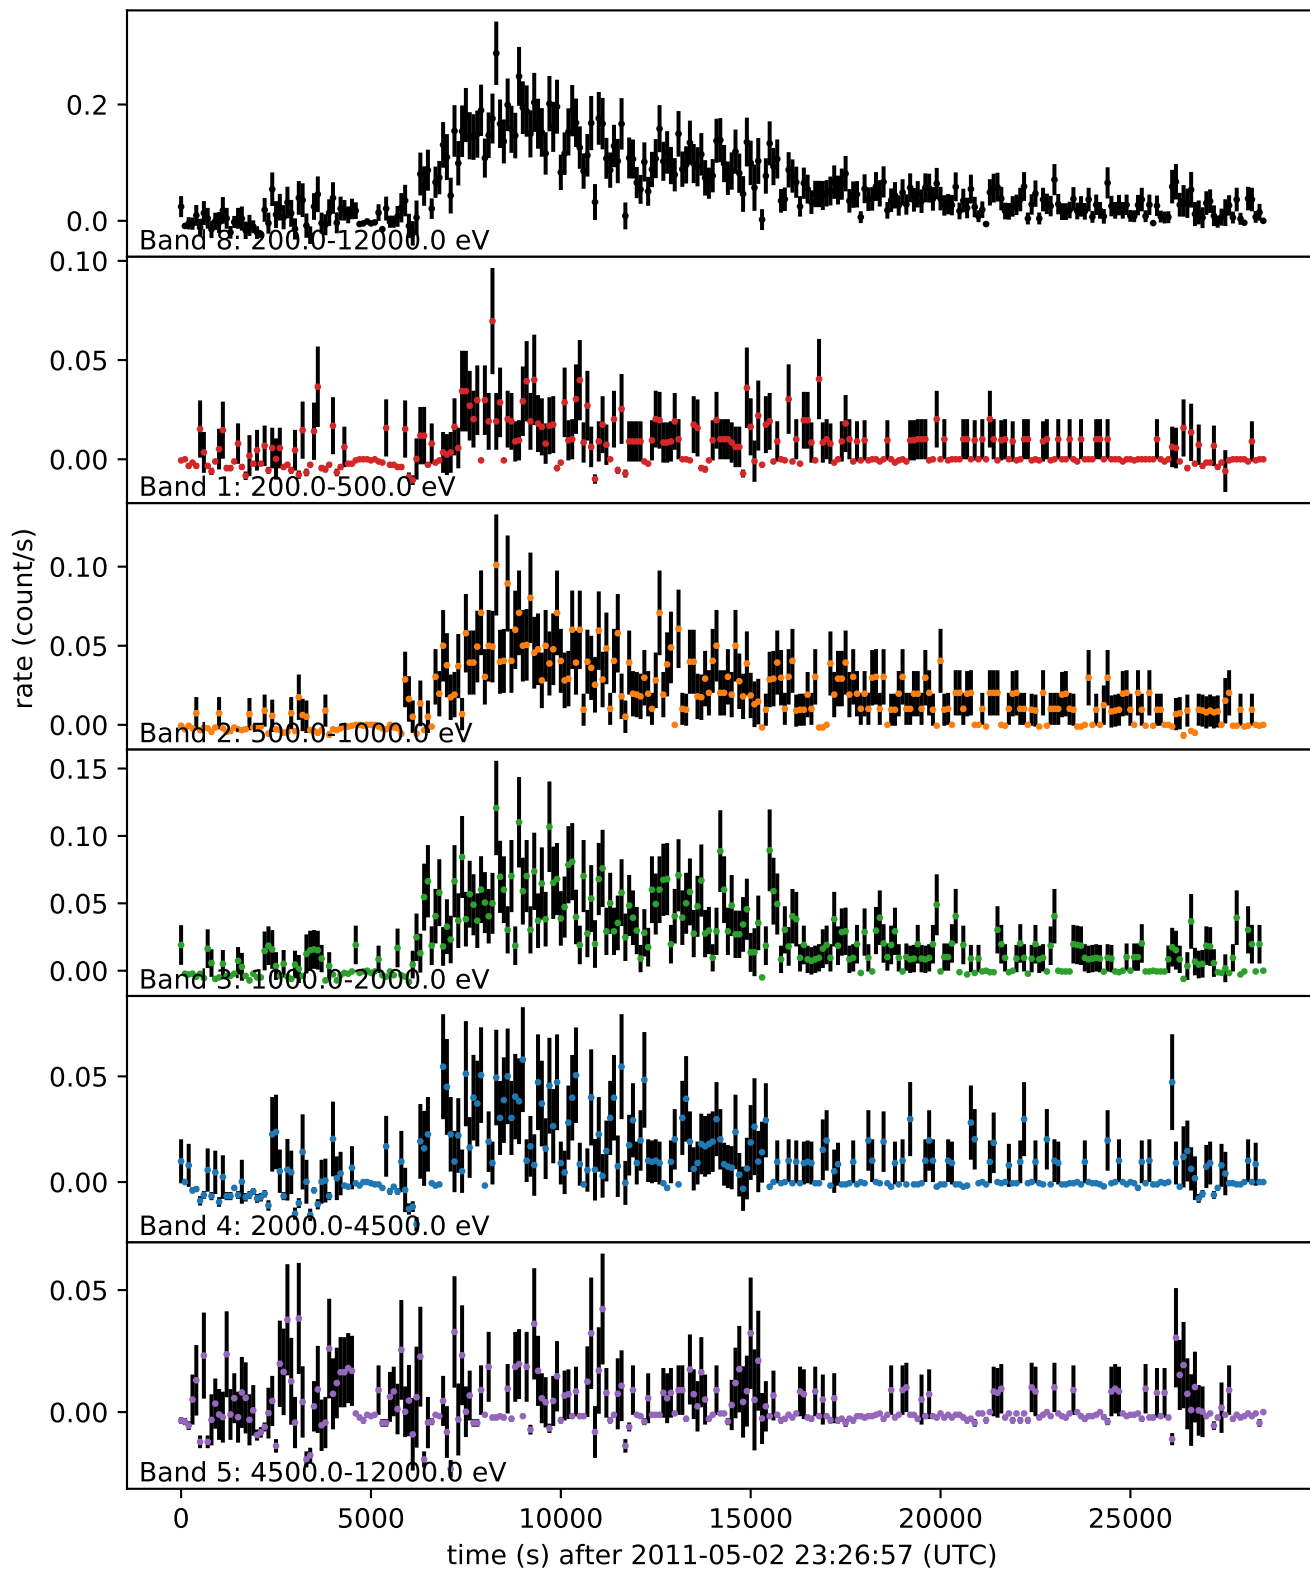 0.2
0.0
Band 8: 200.0-12000.0 eV
0.10
0.05
0.00
Band 1: 200.0-500.0 eV
rate (count/s)
0.10
0.05
0.00
Band 2: 500.0-1000.0 eV
0.15
0.10
0.05
0.00
Band 3: 1000.0-2000.0 eV
0.05
0.00
Band 4: 2000.0-4500.0 eV
0.05
0.00
Band 5: 4500.0-12000.0 eV
0 5000 10000 15000 20000 25000
time (s) after 2011-05-02 23:26:57 (UTC)